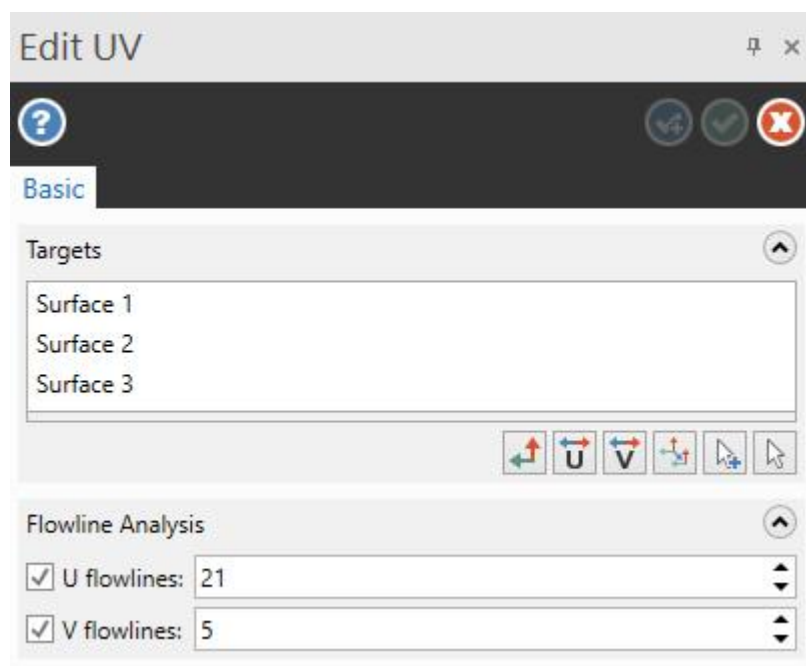 Edit UV
Basic
Targets
Surface 1
Surface 2
Surface 3
U V
Flowline Analysis
U flowlines: 21
V flowlines: 5